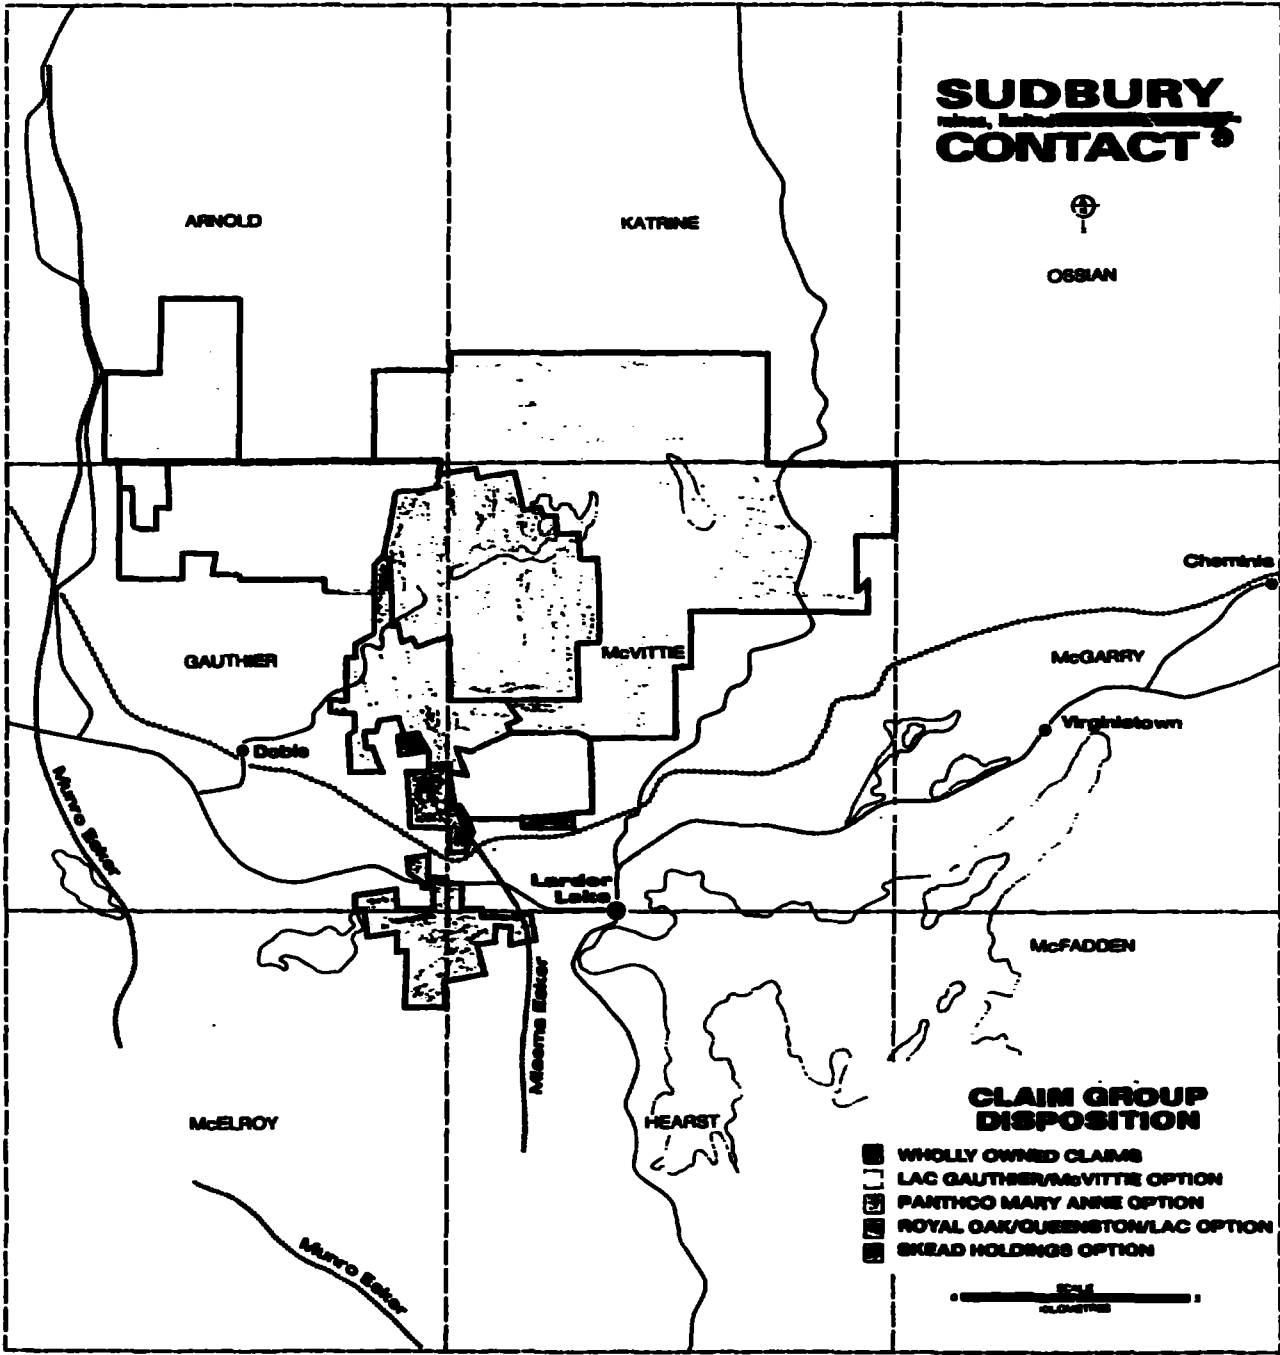 SUDBURY
mines, limited
CONTACT
ARNOLD
KATRINE
OSSIAN
Cheminis
GAUTHIER
McVITTIE
McGARRY
Virginiatown
Dobie
Munro Esker
Larder
Lake
McFADDEN
Misema Esker
McELROY
HEARST
CLAIM GROUP
DISPOSITION
WHOLLY OWNED CLAIMS
LAC GAUTHIER/McVITTIE OPTION
PANTHCO MARY ANNE OPTION
ROYAL OAK/QUEENSTON/LAC OPTION
SKEAD HOLDINGS OPTION
Munro Esker
SCALE
KILOMETRES